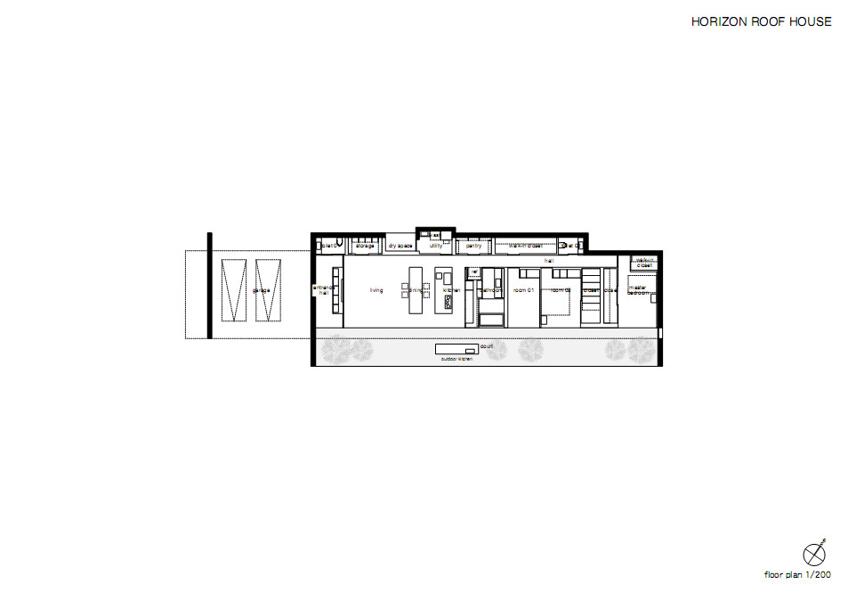 HORIZON ROOF HOUSE
storage
dry space
utility
pantry
walk-in closet
hall
walk-in
closet
garage
entrance
hall
living
dining
kitchen
ref
room 01
room 02
closet
closet
master
bedroom
court
outdoor kitchen
floor plan 1/200